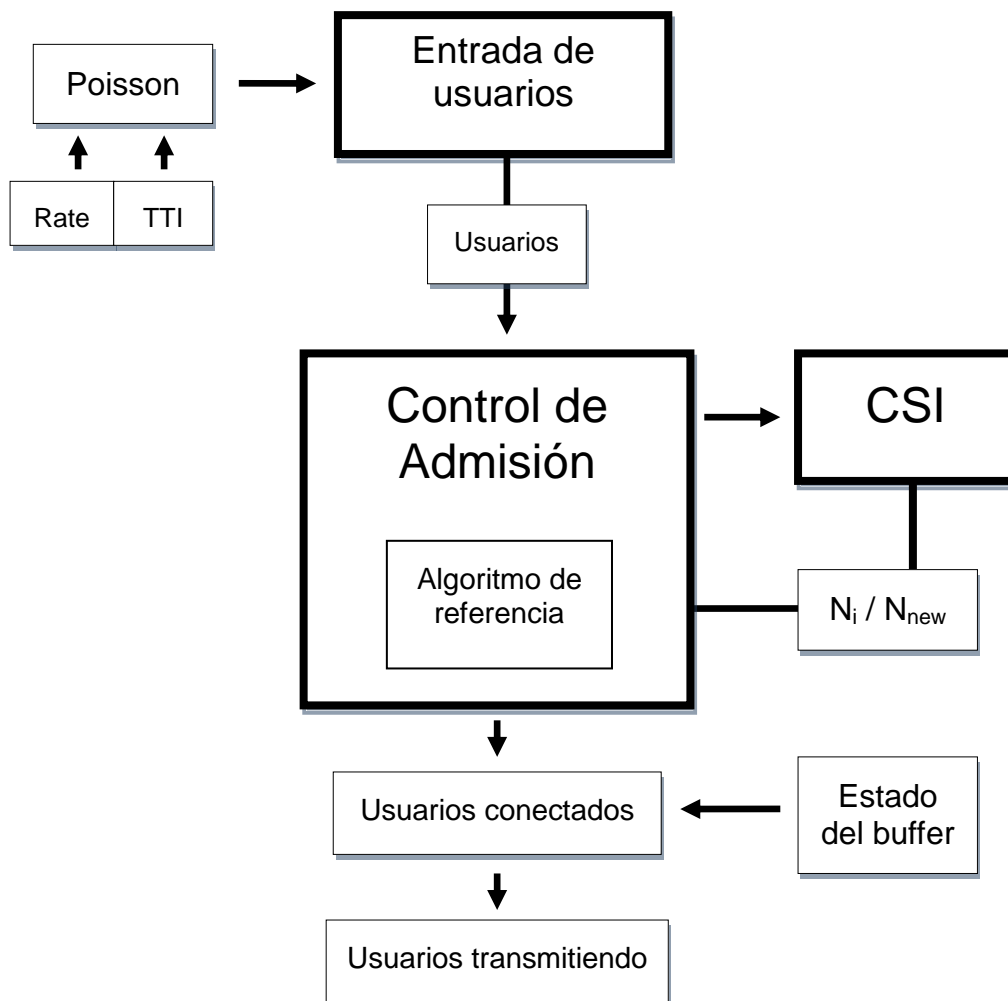 Entrada de
usuarios
Poisson
Rate
TTI
Usuarios
Control de
Admisión
CSI
Algoritmo de
referencia
Ni / Nnew
Usuarios conectados
Estado
del buffer
Usuarios transmitiendo